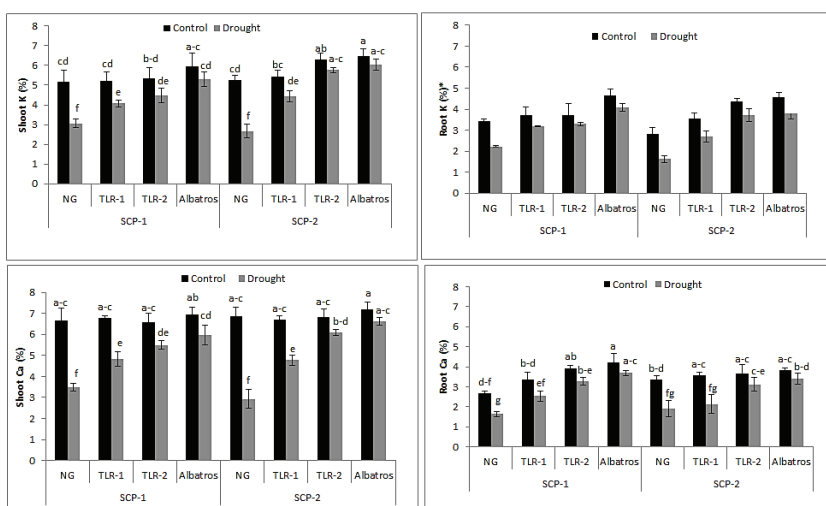 Control Drought
Shoot K (%)
8
7
6
5
4
3
2
1
0
cd
f
cd
e
b-d
de
a-c
cd
cd
f
bc
de
ab
a-c
a
a-c
NG TLR-1 TLR-2 Albatros NG TLR-1 TLR-2 Albatros
SCP-1 SCP-2
Control Drought
Root K (%)*
8
7
6
5
4
3
2
1
0
NG TLR-1 TLR-2 Albatros NG TLR-1 TLR-2 Albatros
SCP-1 SCP-2
Control Drought
Shoot Ca (%)
8
7
6
5
4
3
2
1
0
a-c
f
a-c
e
a-c
de
ab
cd
a-c
f
a-c
e
a-c
b-d
a
a-c
NG TLR-1 TLR-2 Albatros NG TLR-1 TLR-2 Albatros
SCP-1 SCP-2
Control Drought
Root Ca (%)
8
7
6
5
4
3
2
1
0
d-f
g
b-d
ef
ab
b-e
a
a-c
b-d
fg
a-c
fg
a-c
c-e
a-c
b-d
NG TLR-1 TLR-2 Albatros NG TLR-1 TLR-2 Albatros
SCP-1 SCP-2